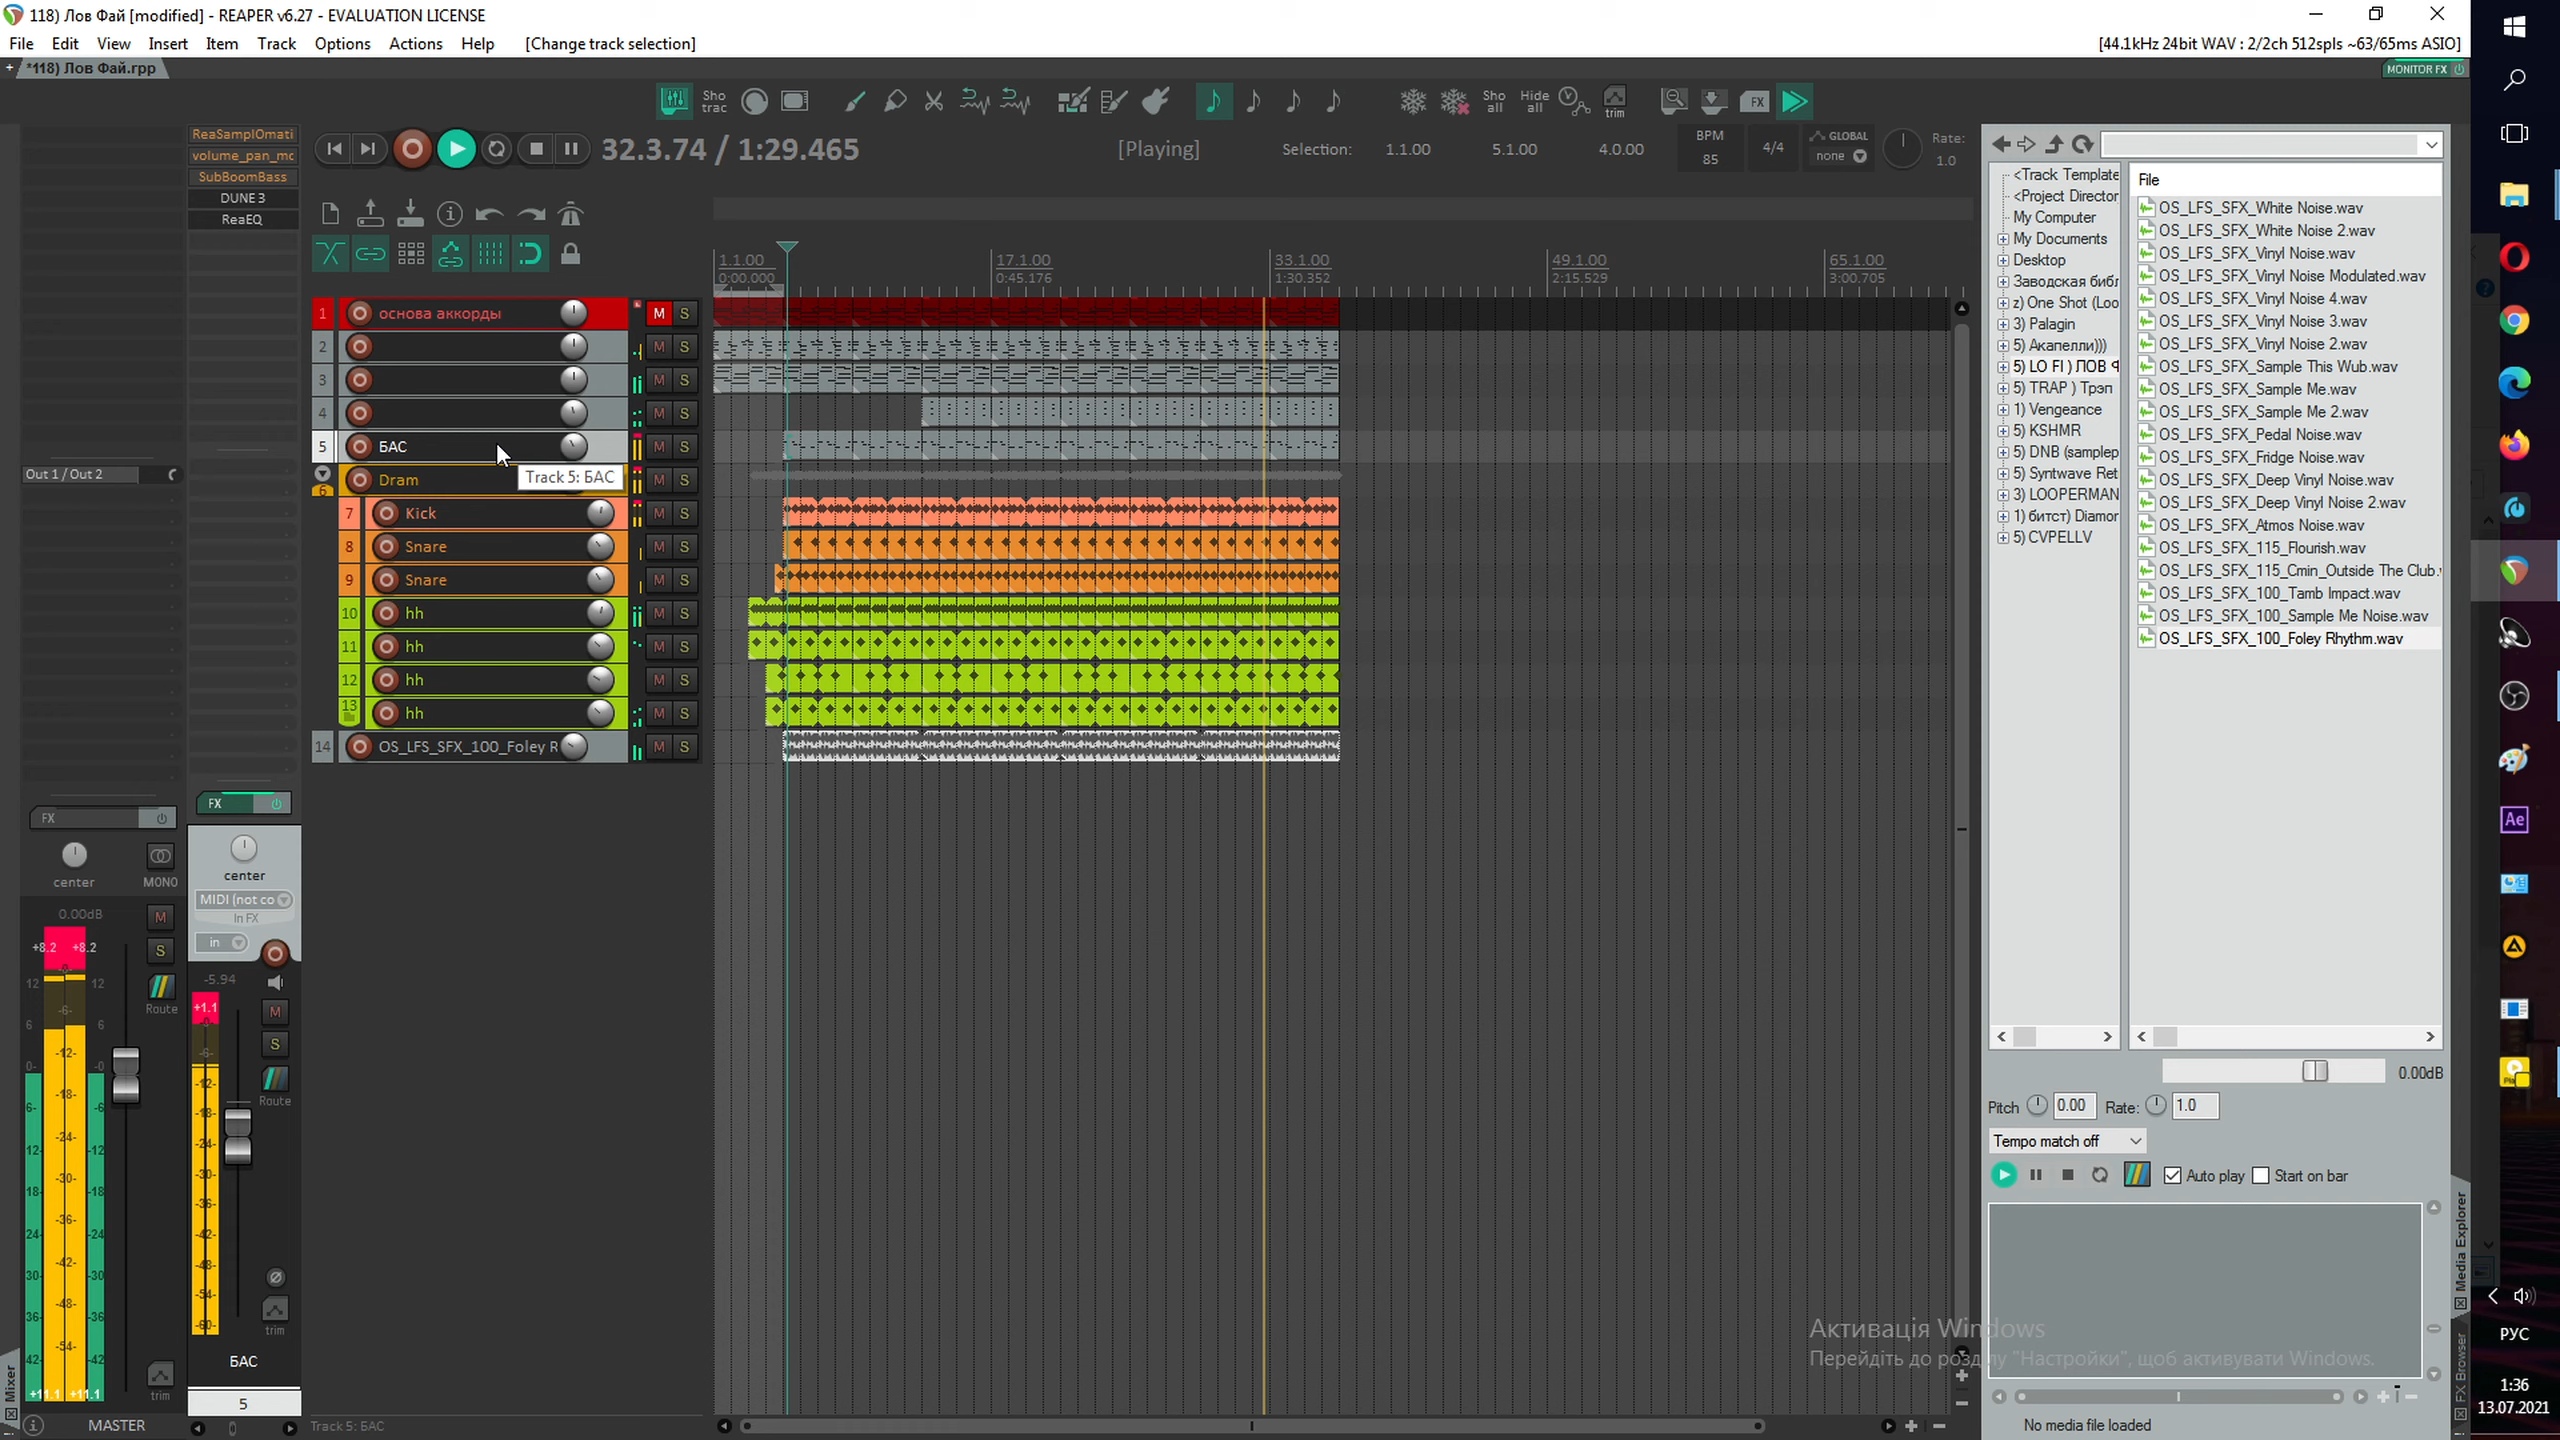 118) Лов Фай [modified] - REAPER v6.27 - EVALUATION LICENSE
File Edit View Insert Item Track Options Actions Help [Change track selection]
[44.1kHz 24bit WAV : 2/2ch 512spls ~63/65ms ASIO]
+ *118) Лов Фай.rpp
MONITOR FX
Sho trac
Sho all
Hide all
trim
FX
ReaSamplOmati
volume_pan_mc
SubBoomBass
DUNE 3
ReaEQ
32.3.74 / 1:29.465
[Playing]
Selection: 1.1.00 5.1.00 4.0.00
BPM
85
4/4
GLOBAL
none
Rate:
1.0
1.1.00
0:00.000
17.1.00
0:45.176
33.1.00
1:30.352
49.1.00
2:15.529
65.1.00
3:00.705
1 основа аккорды M S
2 M S
3 M S
4 M S
5 БАС M S
Track 5: БАС
6 Dram M S
7 Kick M S
8 Snare M S
9 Snare M S
10 hh M S
11 hh M S
12 hh M S
13 hh M S
14 OS_LFS_SFX_100_Foley R M S
Out 1 / Out 2
FX
FX
center
MONO
center
MIDI (not co
In FX
in
0.00dB
M
S
Route
+8.2 +8.2
-5.94
+1.1
M
S
Route
trim
trim
+11.1 +11.1
БАС
5
MASTER
Mixer
Track 5: БАС
File
<Track Template
<Project Director
My Computer
My Documents
Desktop
z) One Shot (Loo
3) Palagin
5) Акапелли)))
5) LO FI ) ЛОВ Ф
5) TRAP ) Трэп
1) Vengeance
5) KSHMR
5) DNB (samplep
5) Syntwave Ret
3) LOOPERMAN
1) битст) Diamor
5) CVPELLV
OS_LFS_SFX_White Noise.wav
OS_LFS_SFX_White Noise 2.wav
OS_LFS_SFX_Vinyl Noise.wav
OS_LFS_SFX_Vinyl Noise Modulated.wav
OS_LFS_SFX_Vinyl Noise 4.wav
OS_LFS_SFX_Vinyl Noise 3.wav
OS_LFS_SFX_Vinyl Noise 2.wav
OS_LFS_SFX_Sample This Wub.wav
OS_LFS_SFX_Sample Me.wav
OS_LFS_SFX_Sample Me 2.wav
OS_LFS_SFX_Pedal Noise.wav
OS_LFS_SFX_Fridge Noise.wav
OS_LFS_SFX_Deep Vinyl Noise.wav
OS_LFS_SFX_Deep Vinyl Noise 2.wav
OS_LFS_SFX_Atmos Noise.wav
OS_LFS_SFX_115_Flourish.wav
OS_LFS_SFX_115_Cmin_Outside The Club.
OS_LFS_SFX_100_Tamb Impact.wav
OS_LFS_SFX_100_Sample Me Noise.wav
OS_LFS_SFX_100_Foley Rhythm.wav
0.00dB
Pitch 0.00 Rate: 1.0
Tempo match off
Auto play Start on bar
Media Explorer
FX Browser
Активація Windows
Перейдіть до розділу "Настройки", щоб активувати Windows.
No media file loaded
Ae
РУС
1:36
13.07.2021